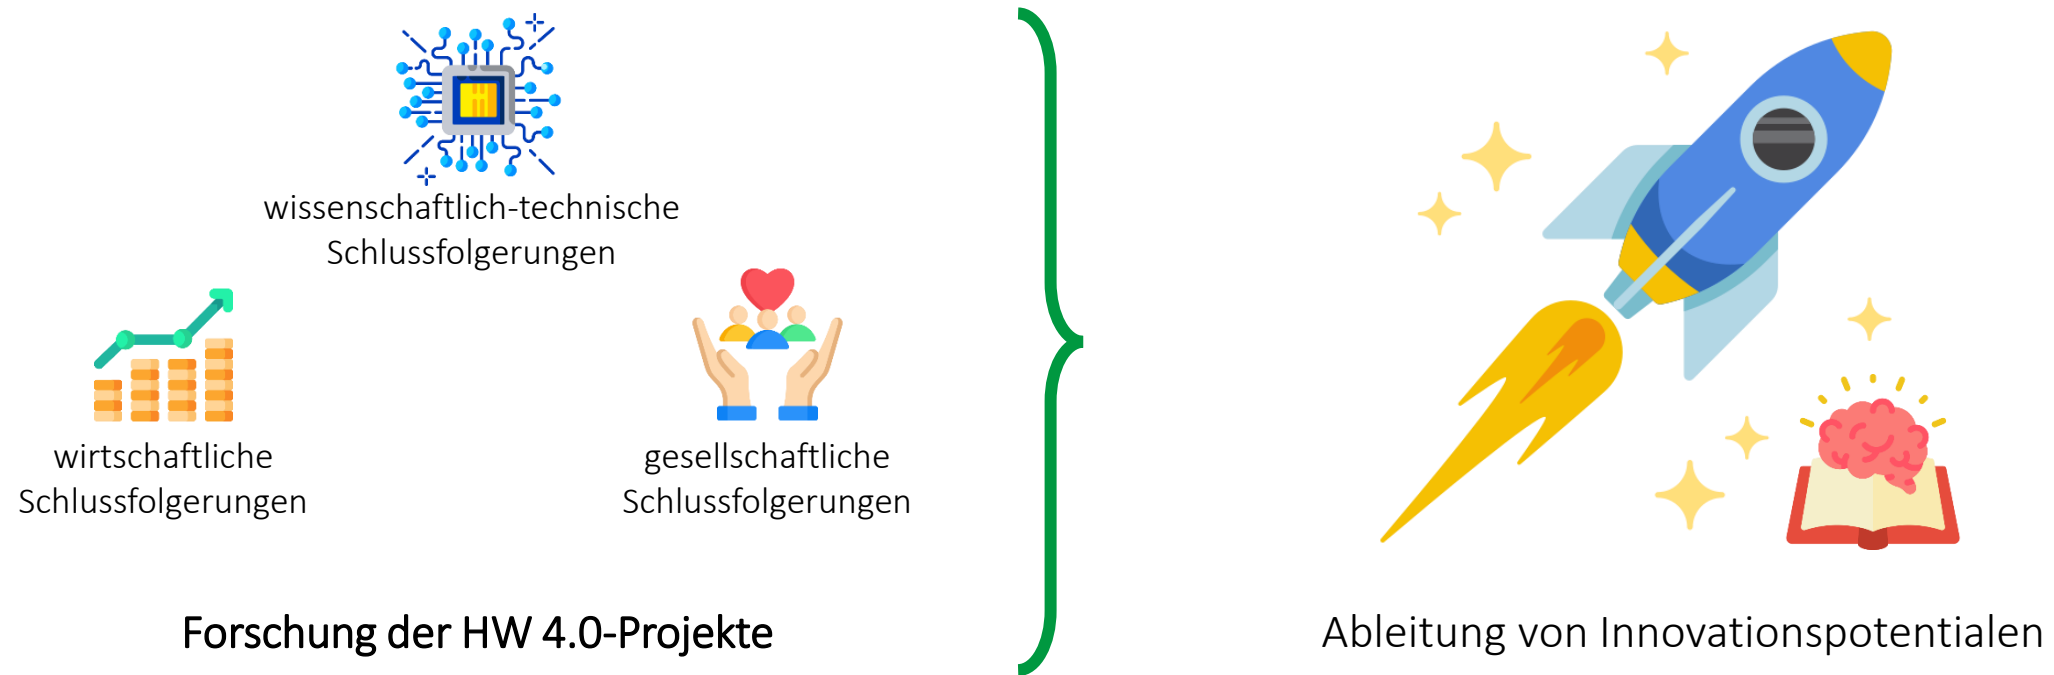 wissenschaftlich-technische
Schlussfolgerungen
wirtschaftliche
Schlussfolgerungen
gesellschaftliche
Schlussfolgerungen
Forschung der HW 4.0-Projekte
Ableitung von Innovationspotentialen